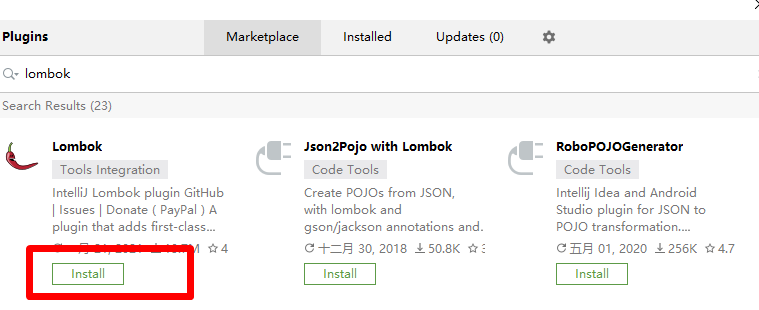 Plugins Marketplace Installed Updates (0)
lombok
Search Results (23)
Lombok
Tools Integration
IntelliJ Lombok plugin GitHub
| Issues | Donate ( PayPal ) A
plugin that adds first-class...
4
Install
Json2Pojo with Lombok
Code Tools
Create POJOs from JSON,
with lombok and
gson/jackson annotations and.
十二月 30, 2018 50.8K
Install
RoboPOJOGenerator
Code Tools
Intellij Idea and Android
Studio plugin for JSON to
POJO transformation....
五月 01, 2020 256K 4.7
Install